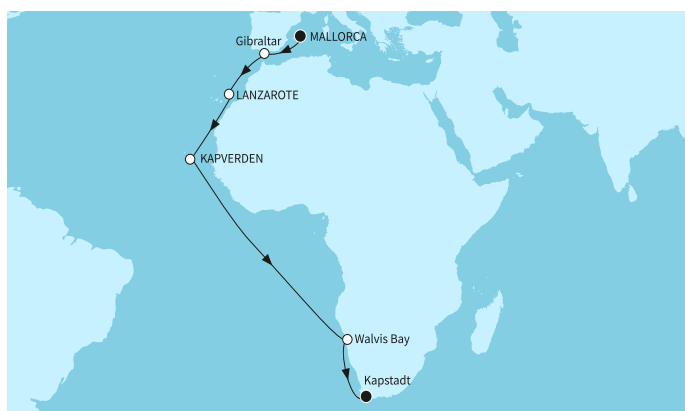 Gibraltar
MALLORCA
LANZAROTE
KAPVERDEN
Walvis Bay
Kapstadt